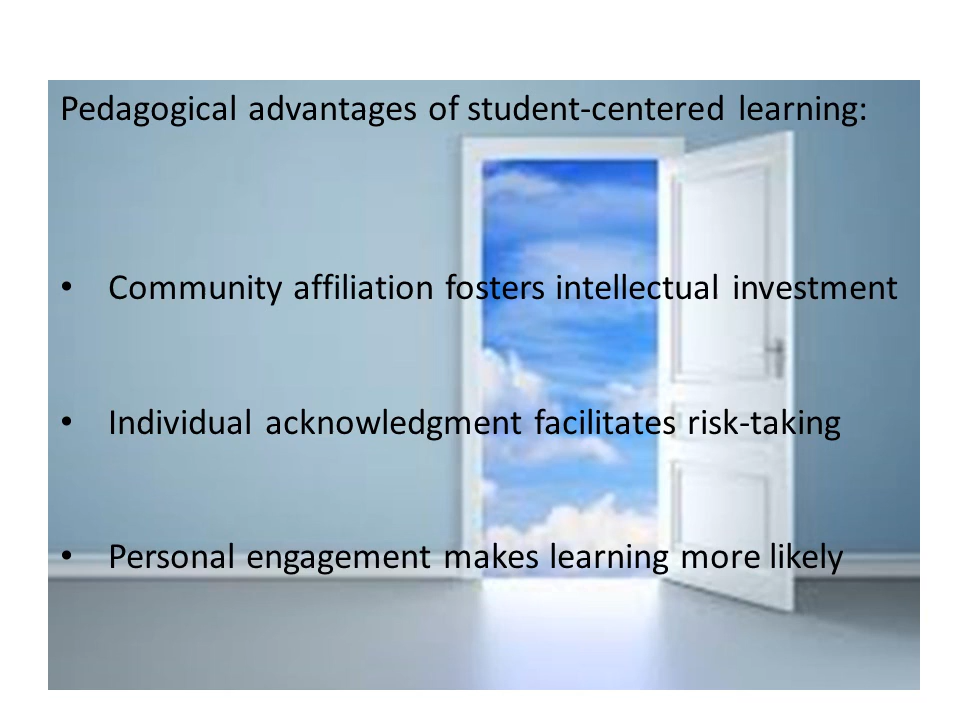 Pedagogical advantages of student-centered learning:
• Community affiliation fosters intellectual investment
• Individual acknowledgment facilitates risk-taking
• Personal engagement makes learning more likely